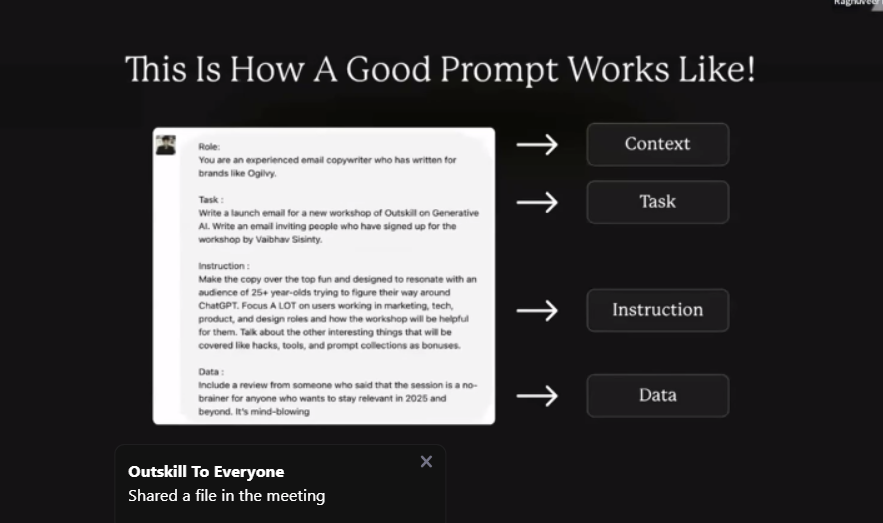 Raghuveer
This Is How A Good Prompt Works Like!
Role:
You are an experienced email copywriter who has written for
brands like Ogilvy.
Task :
Write a launch email for a new workshop of Outskill on Generative
AI. Write an email inviting people who have signed up for the
workshop by Vaibhav Sisinty.
Instruction :
Make the copy over the top fun and designed to resonate with an
audience of 25+ year-olds trying to figure their way around
ChatGPT. Focus A LOT on users working in marketing, tech,
product, and design roles and how the workshop will be helpful
for them. Talk about the other interesting things that will be
covered like hacks, tools, and prompt collections as bonuses.
Data :
Include a review from someone who said that the session is a no-
brainer for anyone who wants to stay relevant in 2025 and
beyond. It's mind-blowing
Context
Task
Instruction
Data
Outskill To Everyone
Shared a file in the meeting